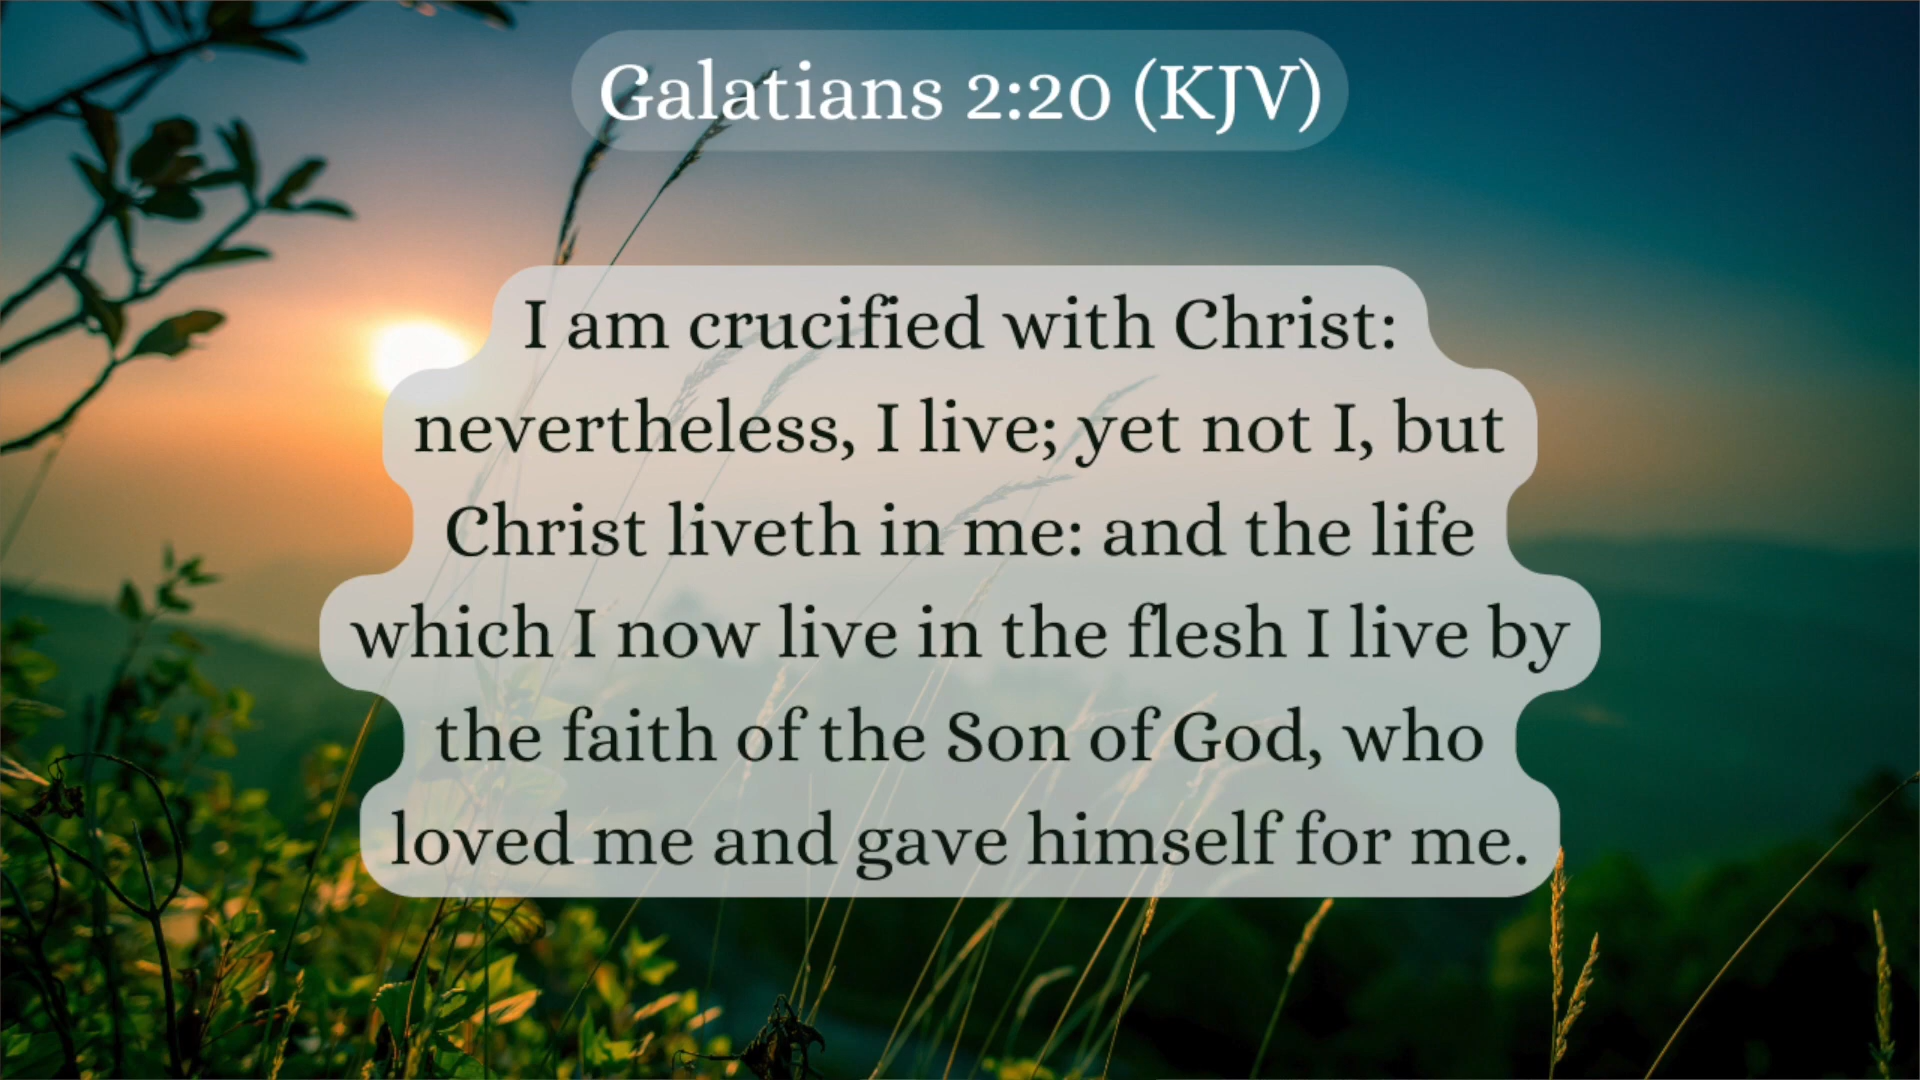 Galatians 2:20 (KJV)
I am crucified with Christ:
nevertheless, I live; yet not I, but
Christ liveth in me: and the life
which I now live in the flesh I live by
the faith of the Son of God, who
loved me and gave himself for me.